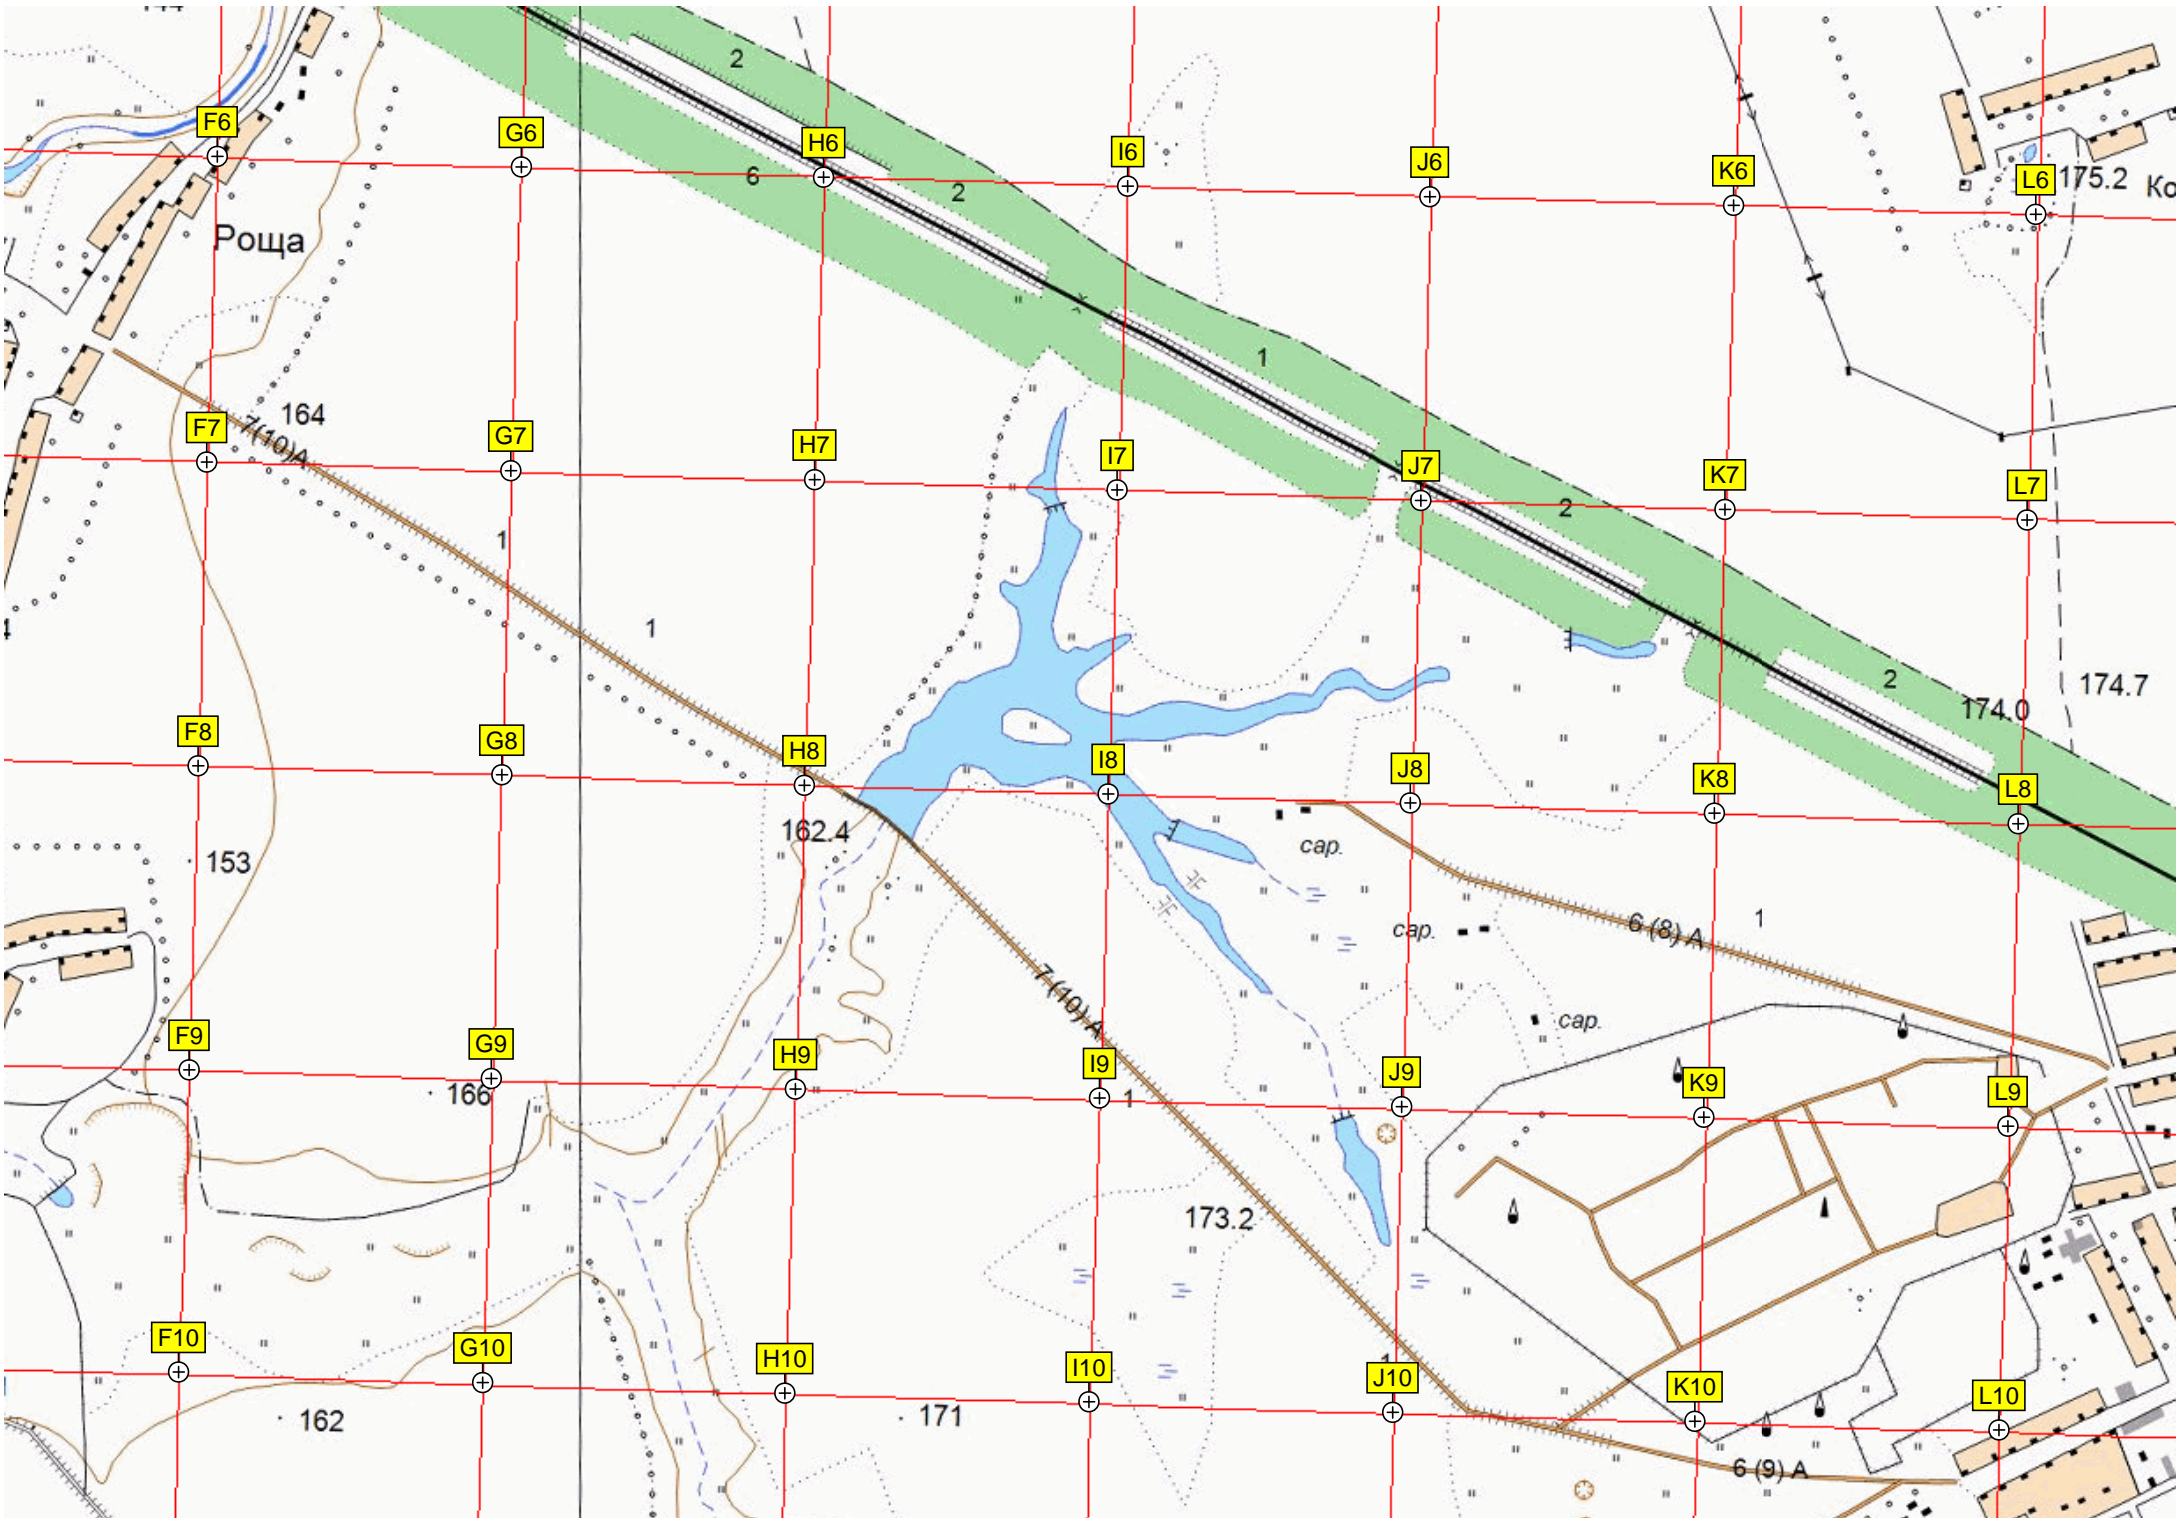 2
F6
G6
H6
I6
J6
K6
L6
175.2
Ко
6
2
Роща
1
164
7(10)А
F7
G7
H7
I7
J7
K7
L7
2
1
1
4
2
174.7
174.0
F8
G8
H8
I8
J8
K8
L8
162.4
сар.
153
1
6 (8) А
сар.
7 (10) А
сар.
F9
G9
H9
I9
J9
K9
L9
166
1
173.2
F10
G10
H10
I10
J10
K10
L10
1
162
171
6 (9) А